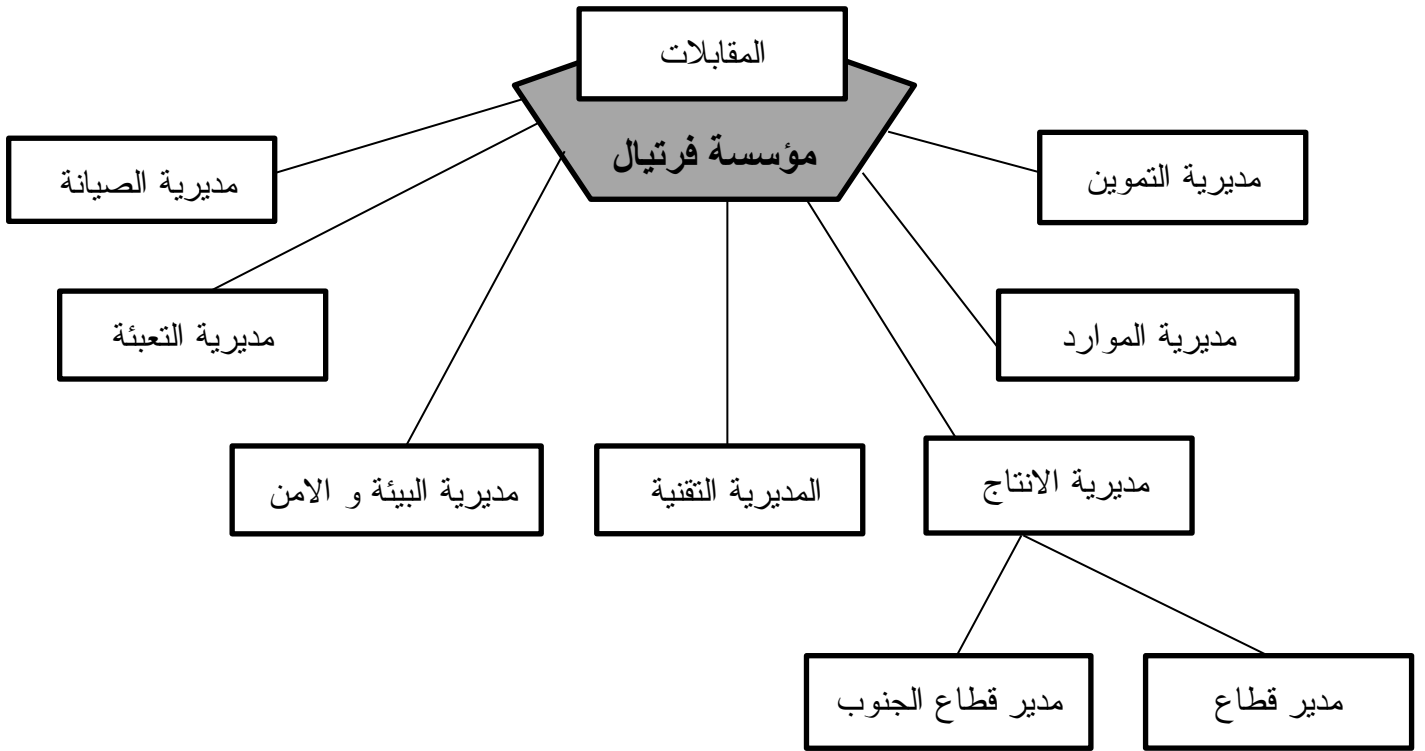 المقابلات
مؤسسة فرتيال
مديرية التموين
مديرية الصيانة
مديرية الموارد
مديرية التعبئة
مديرية الانتاج
المديرية التقنية
مديرية البيئة و الامن
مدير قطاع
مدير قطاع الجنوب